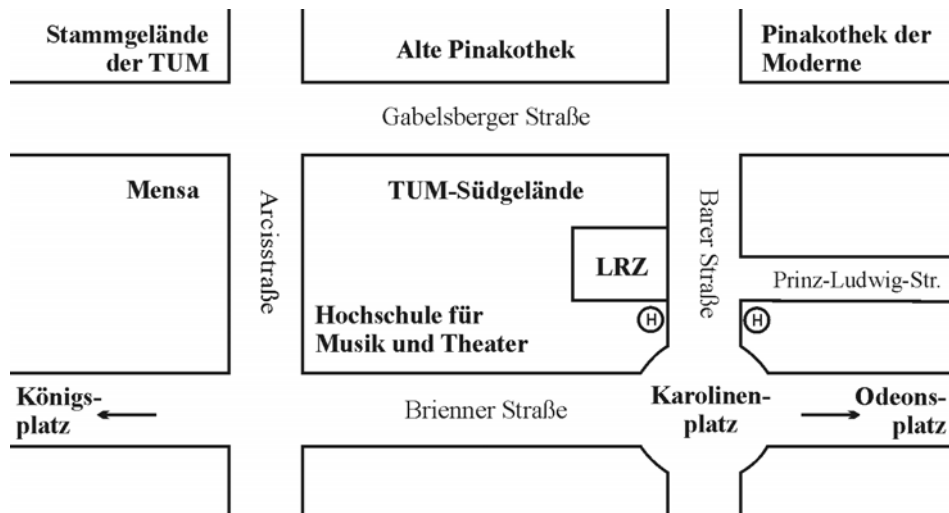 Stammgelände
der TUM
Alte Pinakothek
Pinakothek der
Moderne
Gabelsberger Straße
Mensa
Arcisstraße
TUM-Südgelände
Barer Straße
LRZ
Prinz-Ludwig-Str.
Hochschule für
Musik und Theater
H
H
Königs-
platz
Brienner Straße
Karolinen-
platz
Odeons-
platz